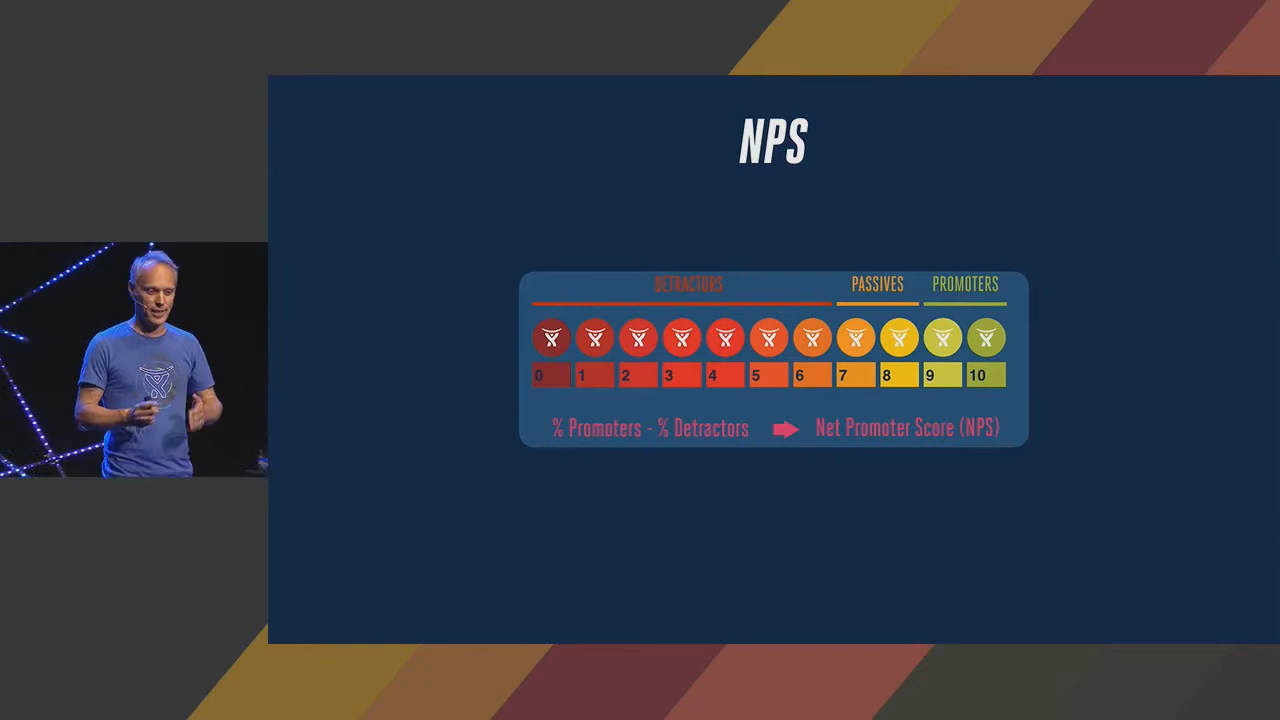 NPS
DETRACTORS PASSIVES PROMOTERS
0 1 2 3 4 5 6 7 8 9 10
% Promoters - % Detractors Net Promoter Score (NPS)